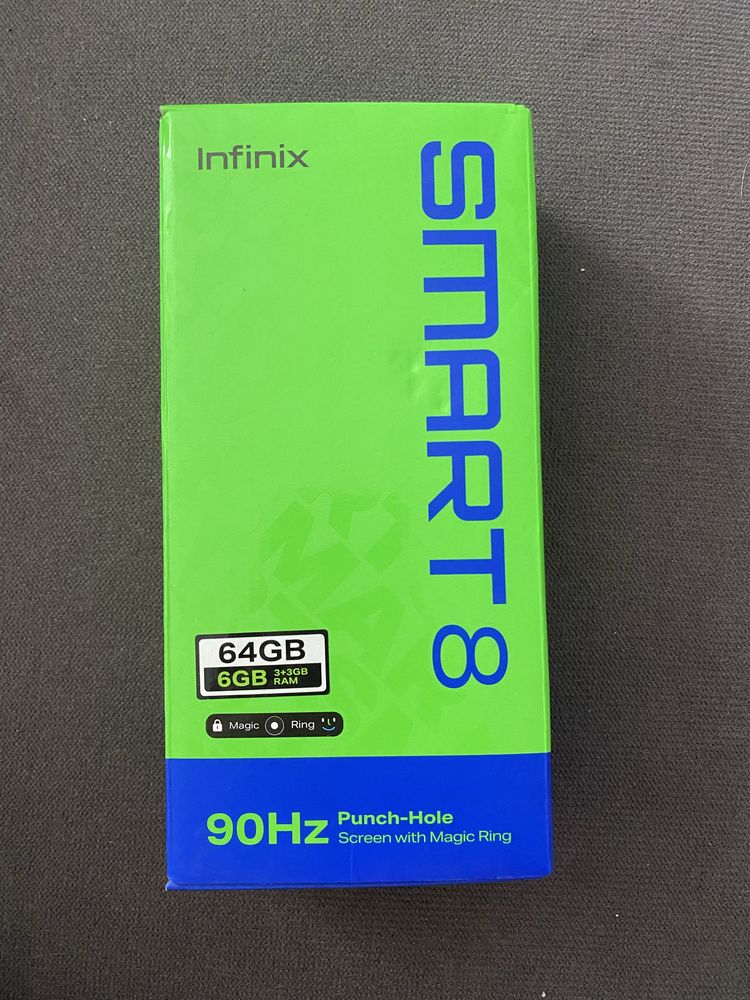 Infinix
SMART 8
64GB
6GB 3+3GB RAM
Magic Ring
90Hz Punch-Hole
Screen with Magic Ring